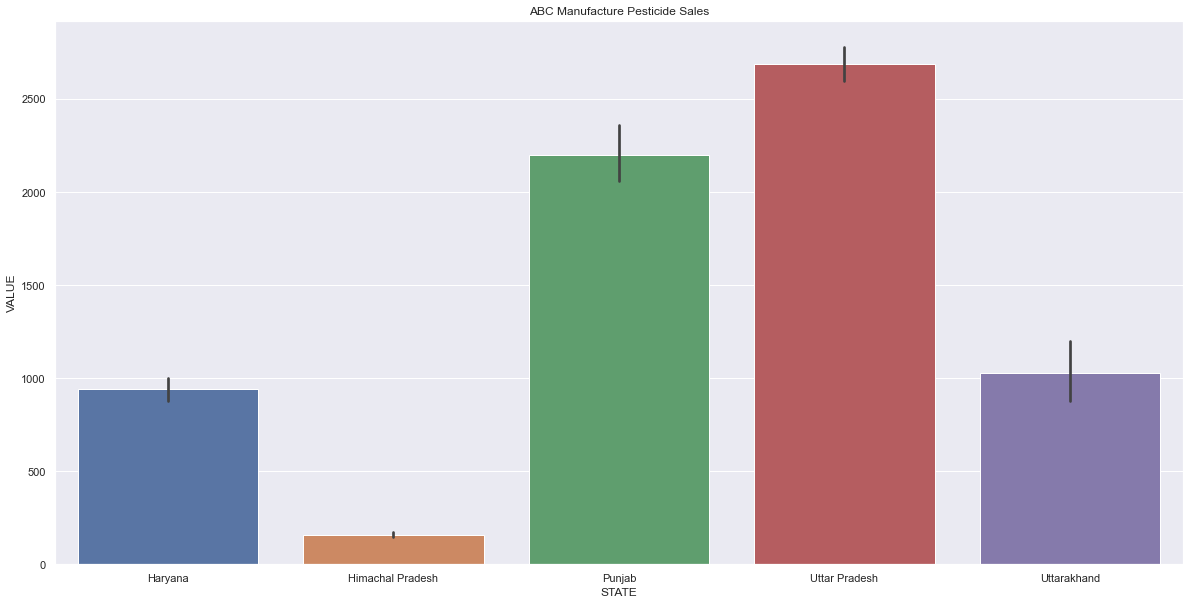 ABC Manufacture Pesticide Sales
VALUE
2500
2000
1500
1000
500
0
Haryana Himachal Pradesh Punjab Uttar Pradesh Uttarakhand
STATE